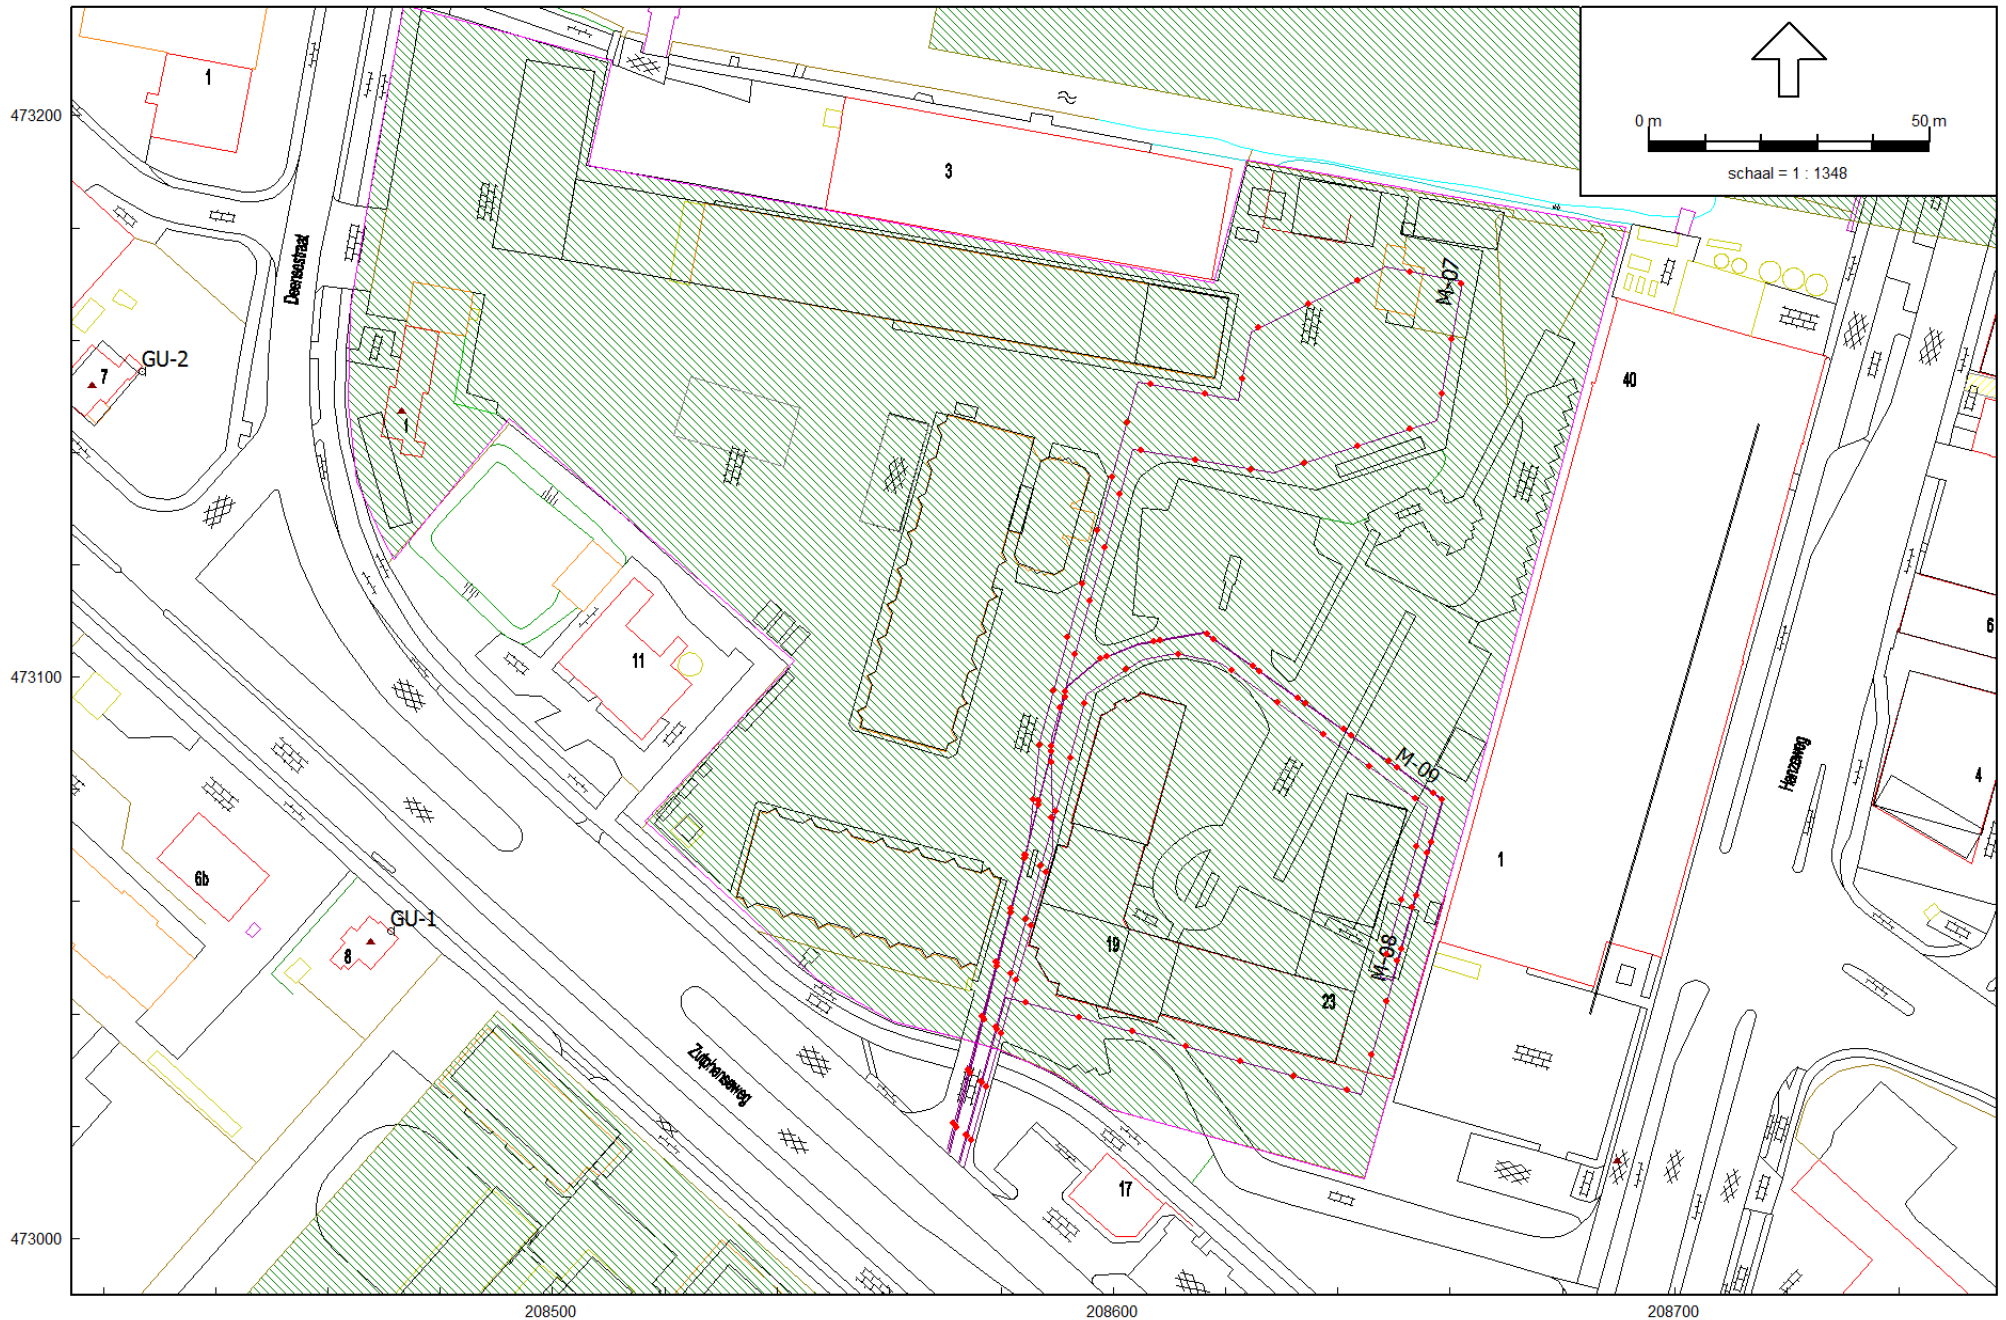 0 m 50 m
schaal = 1 : 1348
473200
473100
473000
208500
208600
208700
1
3
Deensestraat
GU-2
7
1
M-07
40
11
6
M-09
Hanzeweg
4
1
6b
GU-1
8
19
M-08
23
Zutphenseweg
17